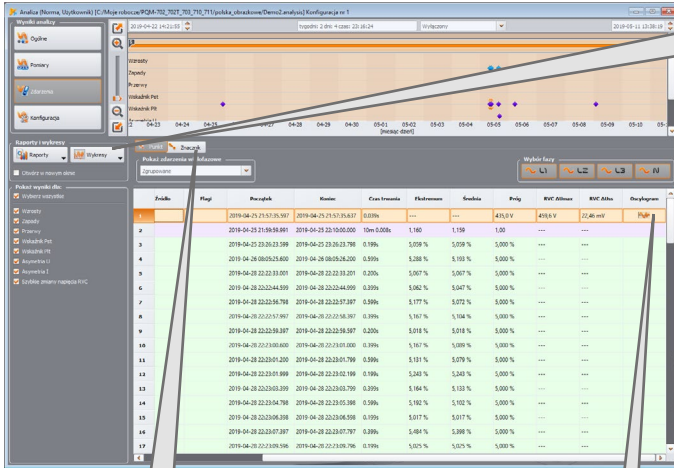 Analiza (Norma, Użytkownik) [C:/Moje robocze/PQM-702_702T_703_710_711/polska_obrazkowe/Demo2.analysis] Konfiguracja nr 1
Wyniki analizy
Ogólne
Pomiary
Zdarzenia
Konfiguracja
2019-04-22 14:21:55
tygodni: 2 dni: 4 czas: 23:16:24
Wyłączony
2019-05-11 13:38:19
Wzrosty
Zapady
Przerwy
Wskaźnik Pst
Wskaźnik Plt
Asymetria U
04-23 04-24 04-25 04-26 04-27 04-28 04-29 04-30 05-01 05-02 05-03 05-04 05-05 05-06 05-07 05-08 05-09 05-10
[miesiąc dzień]
Raporty i wykresy
Raporty
Wykresy
Otwórz w nowym oknie
Pokaż wyniki dla:
Wybierz wszystkie
Wzrosty
Zapady
Przerwy
Wskaźnik Pst
Wskaźnik Plt
Asymetria U
Asymetria I
Szybkie zmiany napięcia RVC
Punkt
Znacznik
Pokaż zdarzenia wielofazowe
Zgrupowane
Wybór fazy
L1 L2 L3 N
Źródło Flagi Początek Koniec Czas trwania Ekstremum Średnia Próg RVC ΔUmax RVC ΔUss Oscylogram
1 2019-04-25 21:57:35.597 2019-04-25 21:57:35.637 0.039s --- --- 435,0 V 459,6 V 22,46 mV
2 2019-04-25 21:59:59.991 2019-04-25 22:10:00.000 10m 0.008s 1,160 1,159 1,00 --- ---
3 2019-04-25 23:26:23.599 2019-04-25 23:26:23.798 0.199s 5,059 % 5,059 % 5,000 % --- ---
4 2019-04-26 08:05:25.600 2019-04-26 08:05:26.200 0.599s 5,288 % 5,193 % 5,000 % --- ---
5 2019-04-28 22:22:33.001 2019-04-28 22:22:33.201 0.200s 5,067 % 5,067 % 5,000 % --- ---
6 2019-04-28 22:22:44.599 2019-04-28 22:22:44.999 0.399s 5,062 % 5,047 % 5,000 % --- ---
7 2019-04-28 22:22:56.798 2019-04-28 22:22:57.397 0.599s 5,177 % 5,072 % 5,000 % --- ---
8 2019-04-28 22:22:57.997 2019-04-28 22:22:58.397 0.399s 5,167 % 5,104 % 5,000 % --- ---
9 2019-04-28 22:22:59.397 2019-04-28 22:22:59.597 0.200s 5,018 % 5,018 % 5,000 % --- ---
10 2019-04-28 22:23:00.600 2019-04-28 22:23:01.000 0.399s 5,167 % 5,089 % 5,000 % --- ---
11 2019-04-28 22:23:01.200 2019-04-28 22:23:01.799 0.599s 5,131 % 5,079 % 5,000 % --- ---
12 2019-04-28 22:23:01.999 2019-04-28 22:23:02.199 0.199s 5,243 % 5,243 % 5,000 % --- ---
13 2019-04-28 22:23:03.399 2019-04-28 22:23:03.799 0.399s 5,164 % 5,133 % 5,000 % --- ---
14 2019-04-28 22:23:04.798 2019-04-28 22:23:05.398 0.599s 5,192 % 5,102 % 5,000 % --- ---
15 2019-04-28 22:23:06.398 2019-04-28 22:23:06.598 0.199s 5,017 % 5,017 % 5,000 % --- ---
16 2019-04-28 22:23:07.397 2019-04-28 22:23:07.797 0.399s 5,484 % 5,398 % 5,000 % --- ---
17 2019-04-28 22:23:09.596 2019-04-28 22:23:09.796 0.199s 5,025 % 5,025 % 5,000 % --- ---